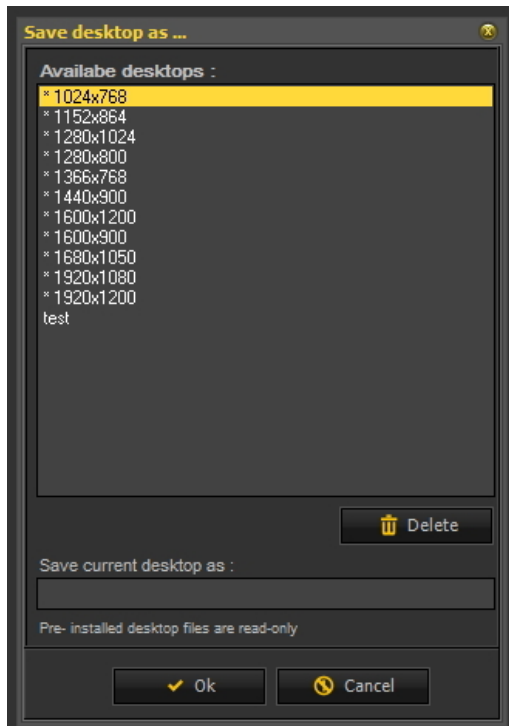 Save desktop as ...
Availabe desktops :
* 1024x768
* 1152x864
* 1280x1024
* 1280x800
* 1366x768
* 1440x900
* 1600x1200
* 1600x900
* 1680x1050
* 1920x1080
* 1920x1200
test
Delete
Save current desktop as :
Pre- installed desktop files are read-only
Ok
Cancel